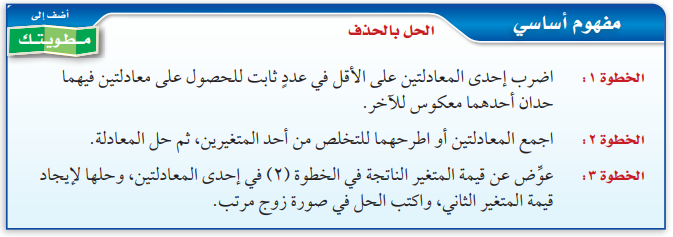 أضف إلى
مطويتك
مفهوم أساسي
الحل بالحذف
الخطوة ١: اضرب إحدى المعادلتين على الأقل في عددٍ ثابت للحصول على معادلتين فيهما
حدان أحدهما معكوس للآخر.
الخطوة ٢: اجمع المعادلتين أو اطرحهما للتخلص من أحد المتغيرين، ثم حل المعادلة.
الخطوة ٣: عوِّض عن قيمة المتغير الناتجة في الخطوة (٢) في إحدى المعادلتين، وحلها لإيجاد
قيمة المتغير الثاني، واكتب الحل في صورة زوج مرتب.